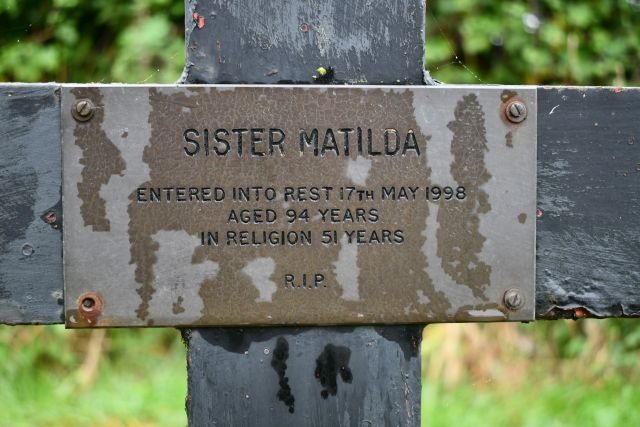 SISTER MATILDA
ENTERED INTO REST 17TH MAY 1998
AGED 94 YEARS
IN RELIGION 51 YEARS
R.I.P.